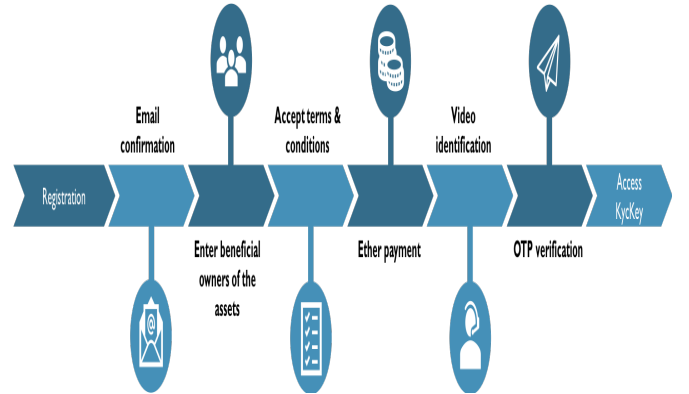 Registration
Email
confirmation
Enter beneficial
owners of the
assets
Accept terms &
conditions
Ether payment
Video
identification
OTP verification
Access
KycKey
@